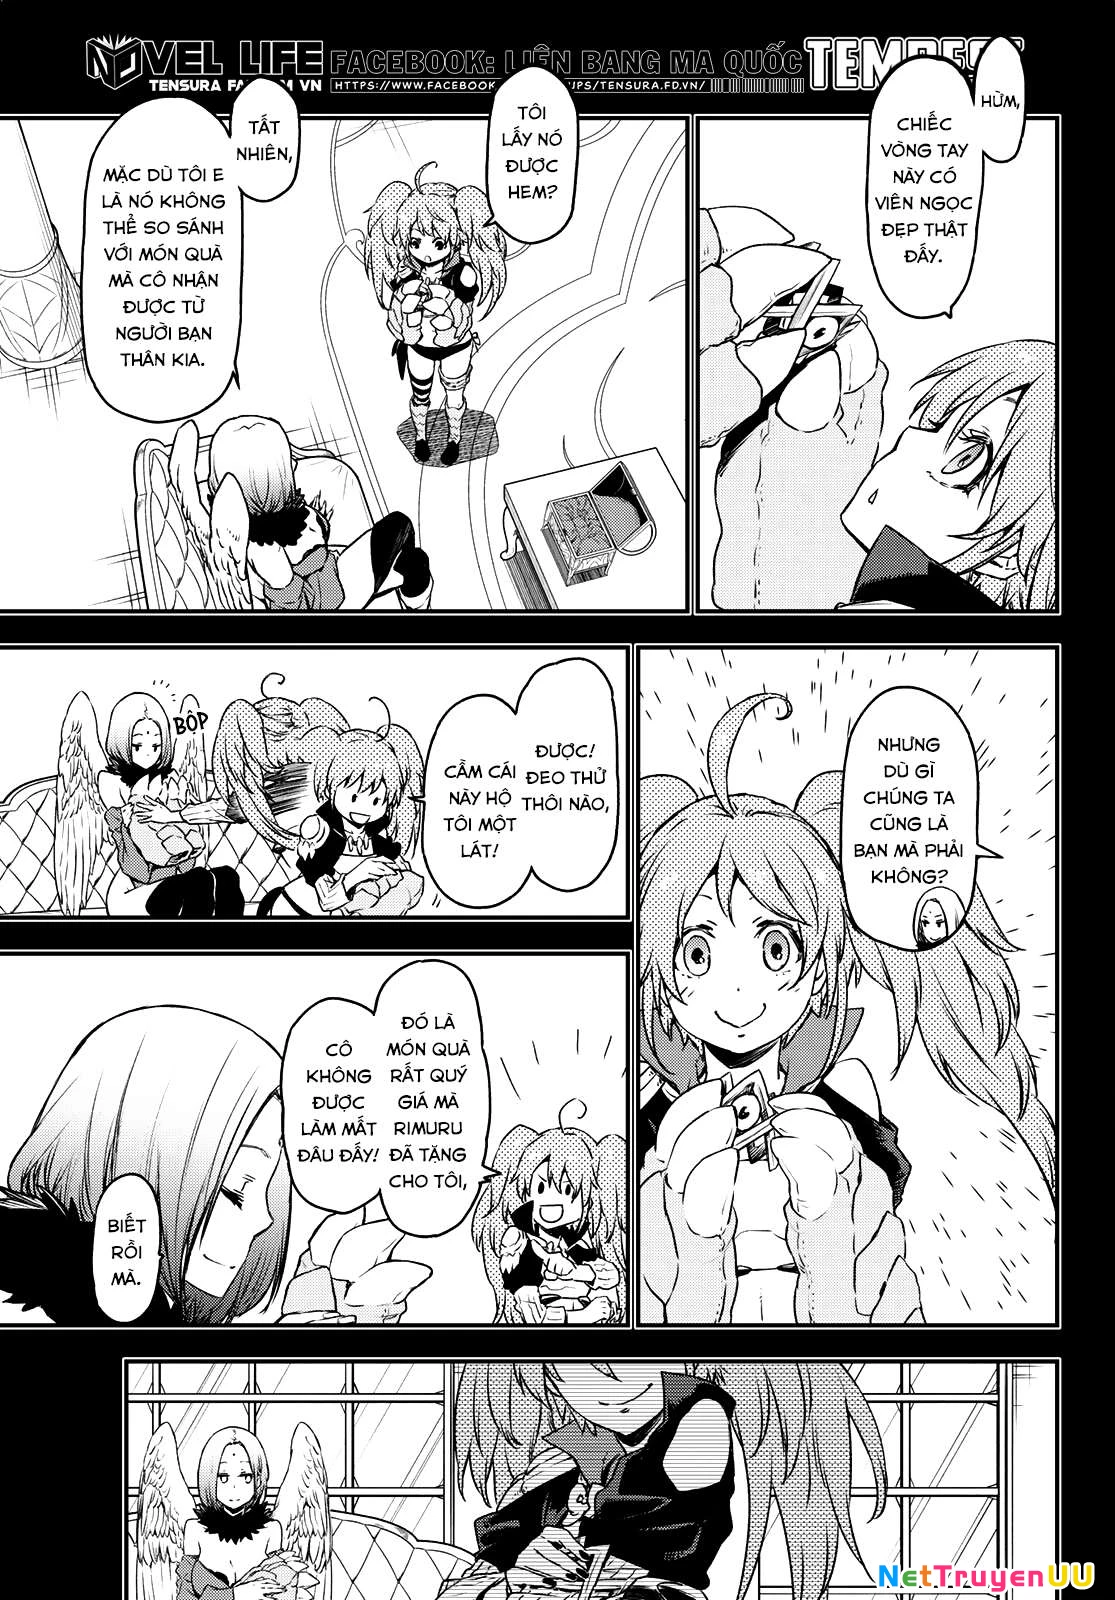 NOVEL LIFE
TENSURA FA
M VN
FACEBOOK: LIÊN BANG MA QUỐC
HTTPS://WWW.FACEBOOK
UPS/TENSURA.FD.VN/
TEMPEST
HỪM,
CHIẾC
VÒNG TAY
NÀY CÓ
VIÊN NGỌC
ĐẸP THẬT
ĐẤY.
TÔI
LẤY NÓ
ĐƯỢC
HEM?
TẤT
NHIÊN,
MẶC DÙ TÔI E
LÀ NÓ KHÔNG
THỂ SO SÁNH
VỚI MÓN QUÀ
MÀ CÔ NHẬN
ĐƯỢC TỪ
NGƯỜI BẠN
THÂN KIA.
NHƯNG
DÙ GÌ
CHÚNG TA
CŨNG LÀ
BẠN MÀ PHẢI
KHÔNG?
ĐƯỢC!
ĐEO THỬ
THÔI NÀO,
CẦM CÁI
NÀY HỘ
TÔI MỘT
LÁT!
BỘP
ĐÓ LÀ
MÓN QUÀ
RẤT QUÝ
GIÁ MÀ
RIMURU
ĐÃ TẶNG
CHO TÔI,
CÔ
KHÔNG
ĐƯỢC
LÀM MẤT
ĐÂU ĐẤY!
BIẾT
RỒI
MÀ.
NetTruyenUU